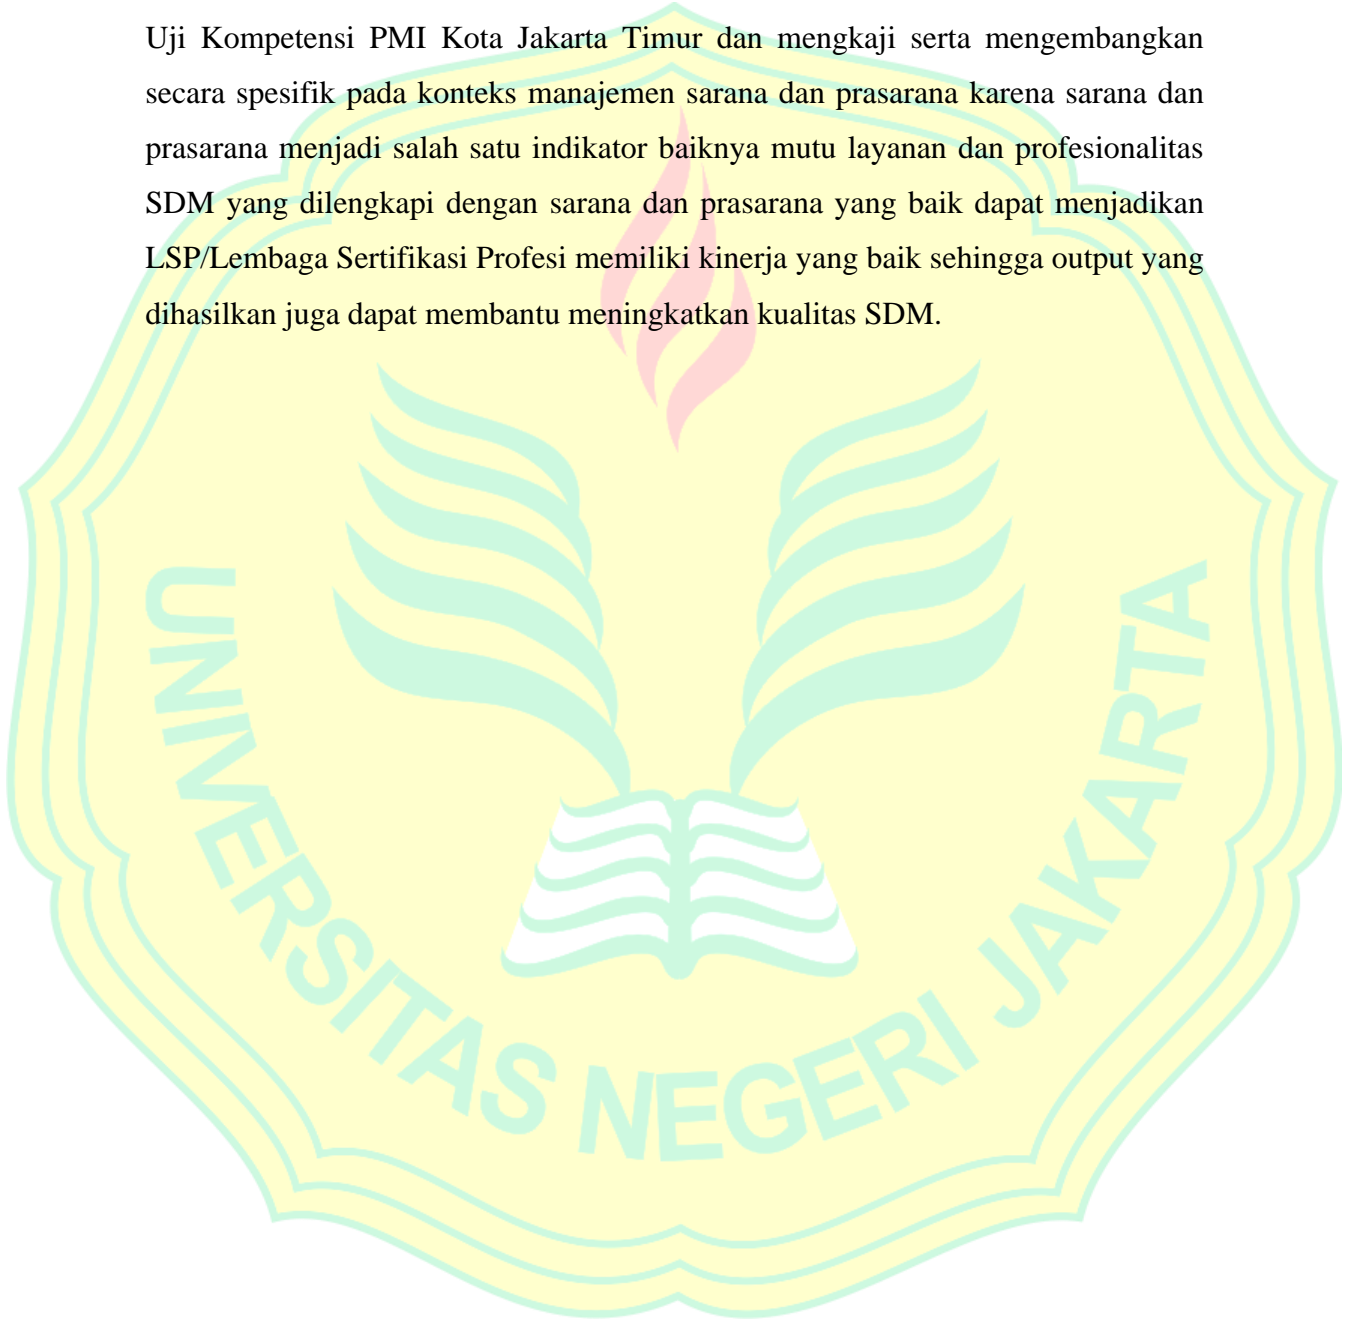 Uji Kompetensi PMI Kota Jakarta Timur dan mengkaji serta mengembangkan
secara spesifik pada konteks manajemen sarana dan prasarana karena sarana dan
prasarana menjadi salah satu indikator baiknya mutu layanan dan profesionalitas
SDM yang dilengkapi dengan sarana dan prasarana yang baik dapat menjadikan
LSP/Lembaga Sertifikasi Profesi memiliki kinerja yang baik sehingga output yang
dihasilkan juga dapat membantu meningkatkan kualitas SDM.
UNIVERSITAS NEGERI JAKARTA